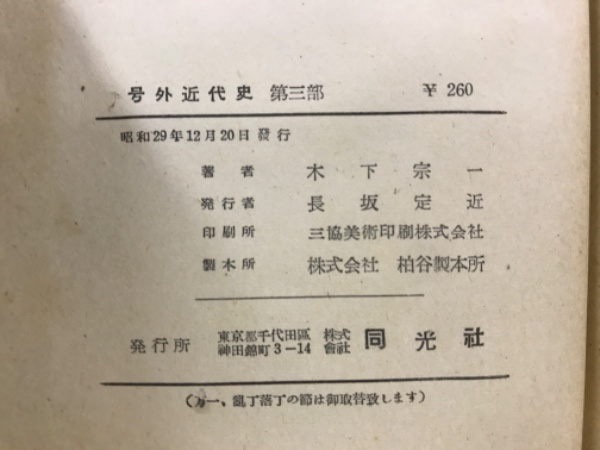 号外近代史 第三部 ¥ 260
昭和29年12月20日 發行
著者 木下宗一
発行者 長坂定近
印刷所 三協美術印刷株式会社
製本所 株式会社 柏谷製本所
発行所 東京都千代田區 神田錦町3−14 株式會社 同光社
(万一、亂丁落丁の節は御取替致します)